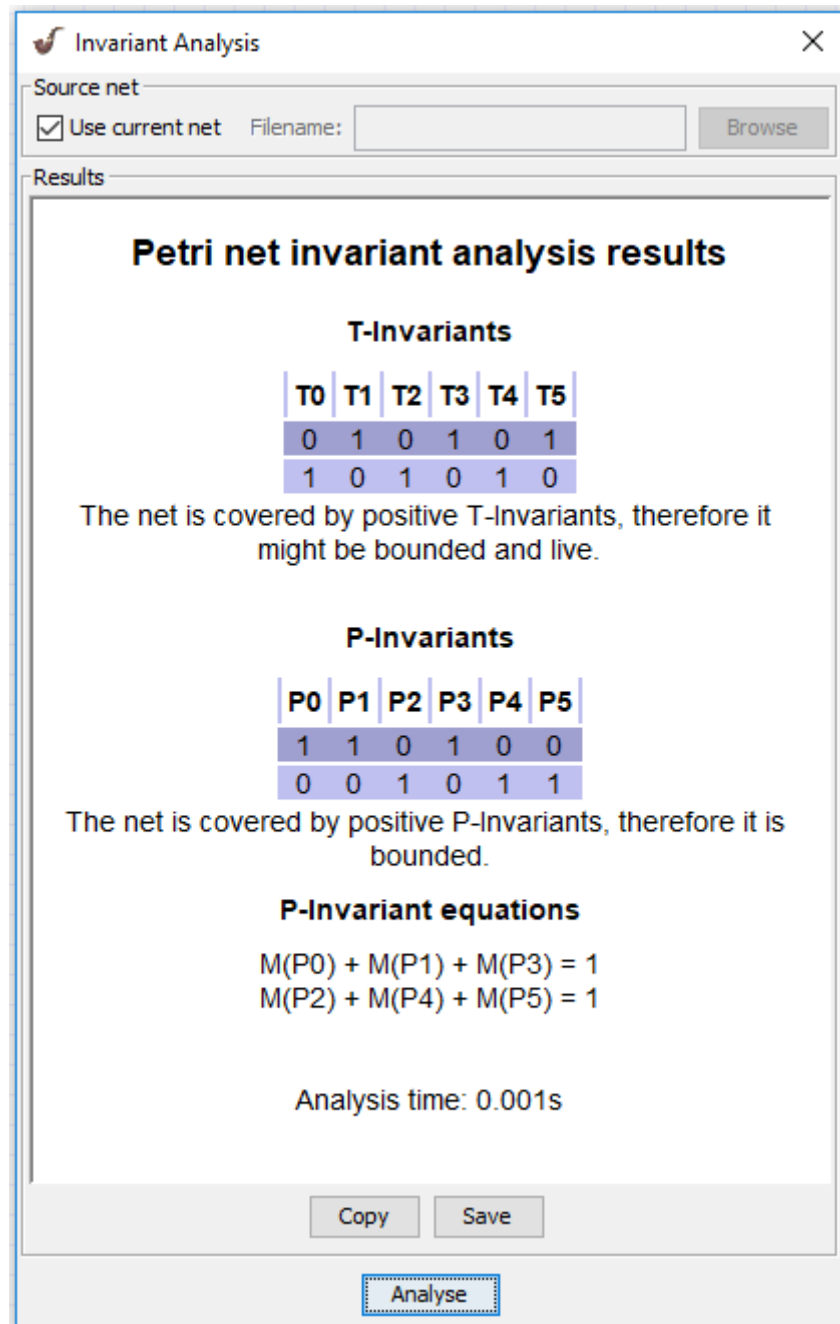 Invariant Analysis
Source net
Use current net Filename: Browse
Results
Petri net invariant analysis results
T-Invariants
T0 T1 T2 T3 T4 T5
0 1 0 1 0 1
1 0 1 0 1 0
The net is covered by positive T-Invariants, therefore it
might be bounded and live.
P-Invariants
P0 P1 P2 P3 P4 P5
1 1 0 1 0 0
0 0 1 0 1 1
The net is covered by positive P-Invariants, therefore it is
bounded.
P-Invariant equations
M(P0) + M(P1) + M(P3) = 1
M(P2) + M(P4) + M(P5) = 1
Analysis time: 0.001s
Copy Save
Analyse